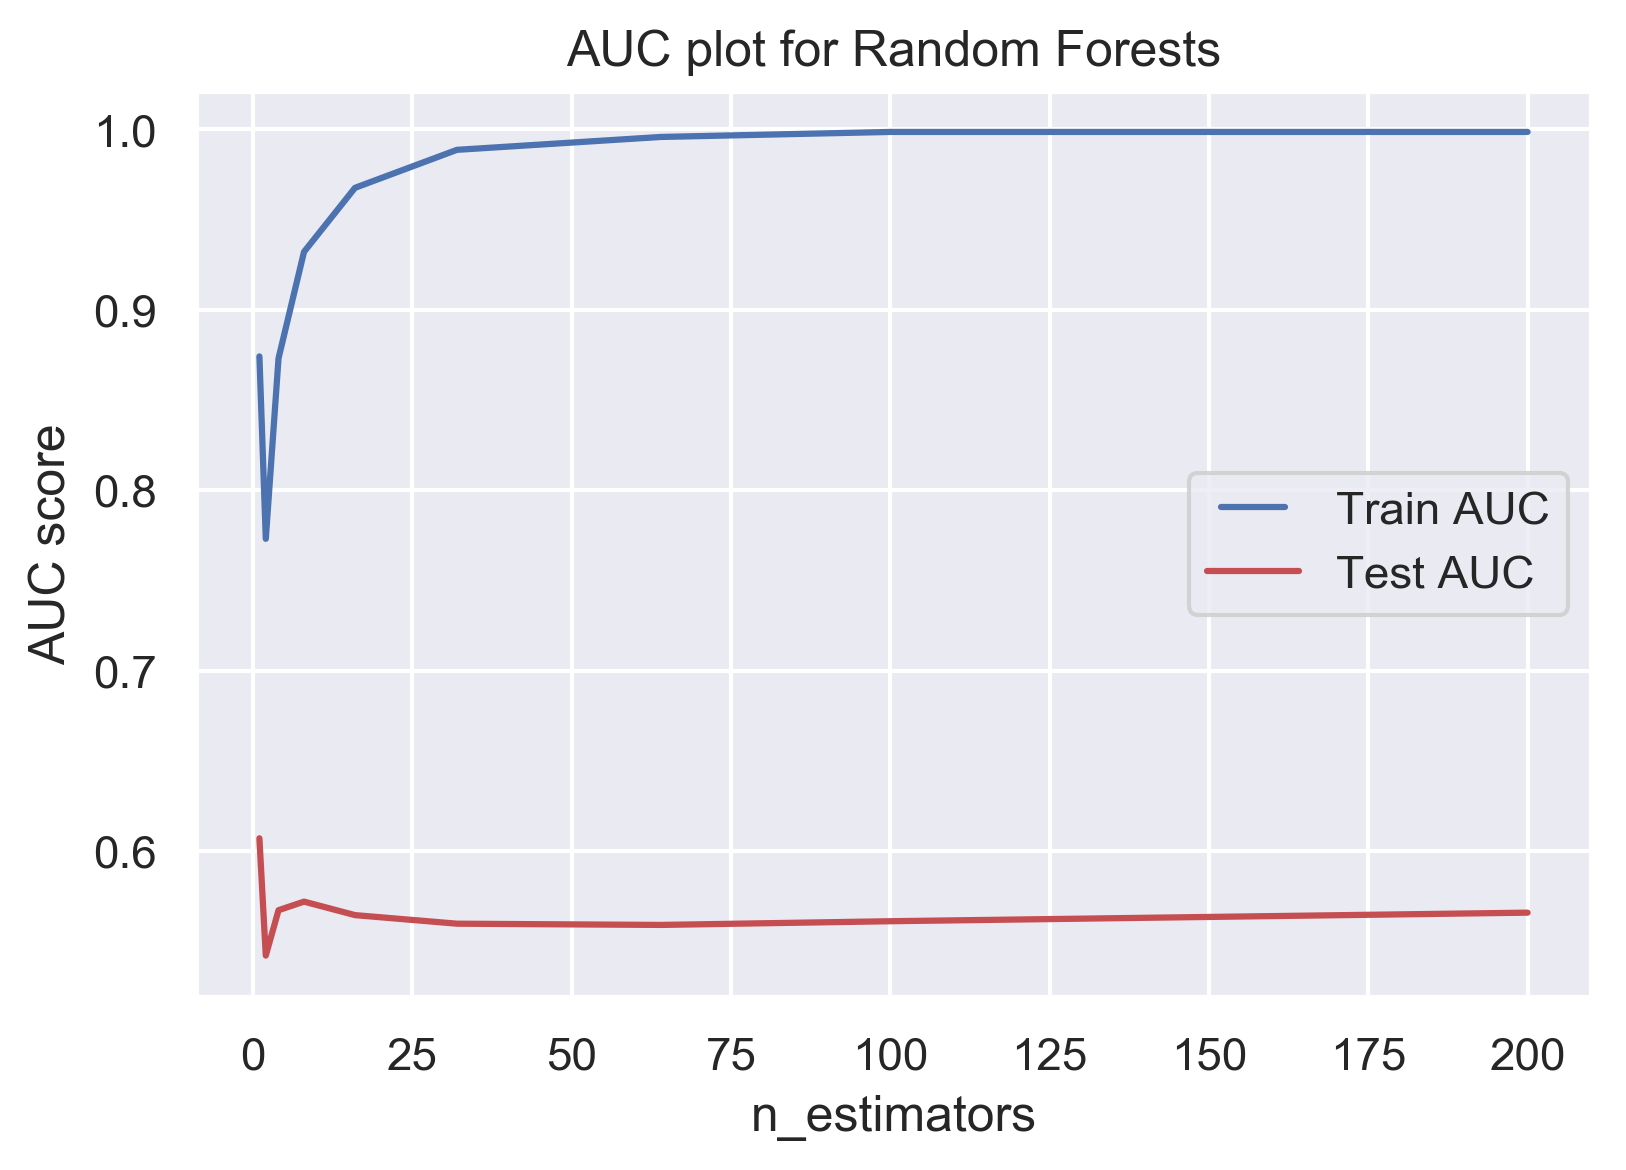 AUC plot for Random Forests
1.0
0.9
0.8
0.7
0.6
AUC score
Train AUC
Test AUC
0 25 50 75 100 125 150 175 200
n_estimators